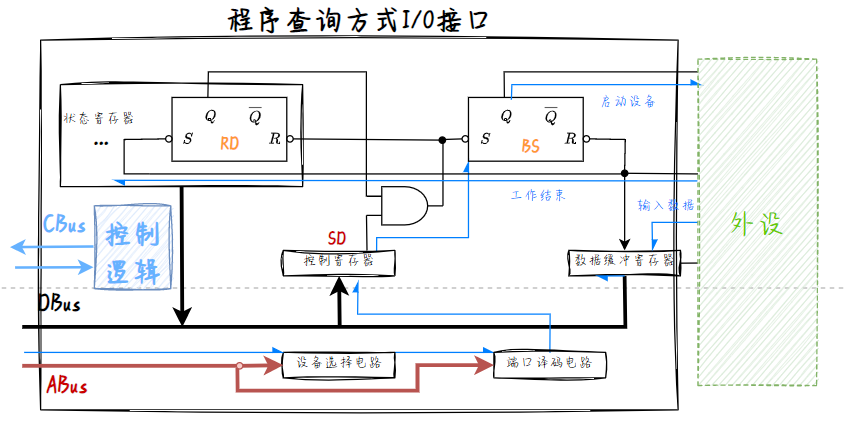 程序查询方式I/O接口
状态寄存器
...
Q
Q̅
S
R
RD
Q
Q̅
S
R
BS
启动设备
工作结束
输入数据
外设
CBus
控制
逻辑
SD
控制寄存器
数据缓冲寄存器
DBus
设备选择电路
端口译码电路
ABus